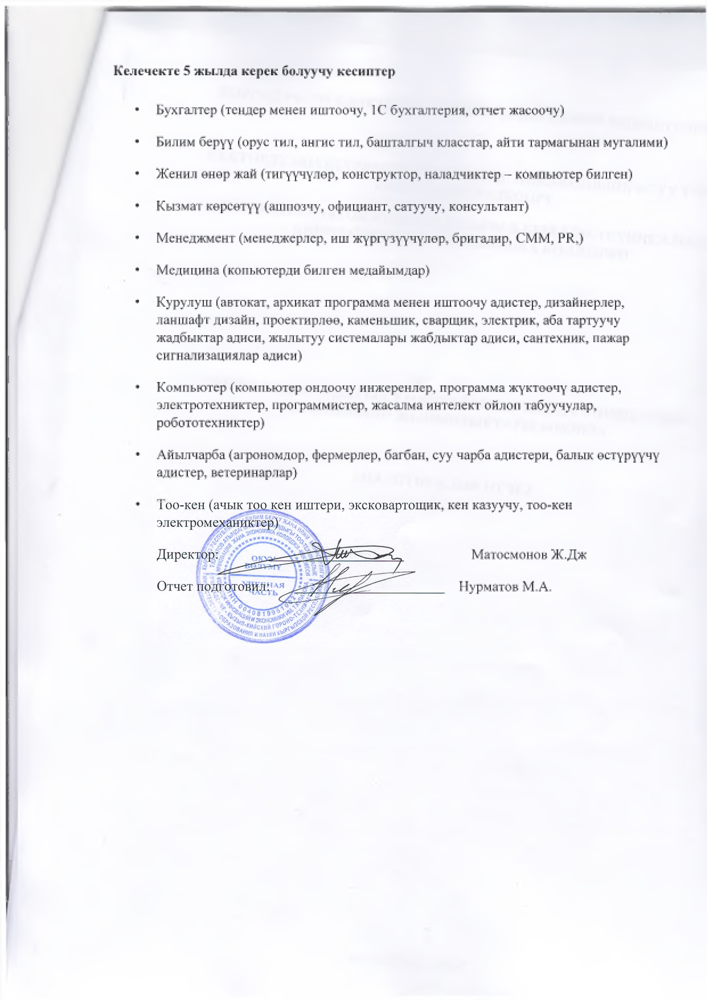 Келечекте 5 жылда керек болуучу кесиптер
• Бухгалтер (тендер менен иштоочу, 1С бухгалтерия, отчет жасоочу)
• Билим берүү (орус тил, ангис тил, башталгыч класстар, айти тармагынан мугалими)
• Женил өнөр жай (тигүүчүлөр, конструктор, наладчиктер – компьютер билген)
• Кызмат көрсөтүү (ашпозчу, официант, сатуучу, консультант)
• Менеджмент (менеджерлер, иш жүргүзүүчүлөр, бригадир, СММ, PR,)
• Медицина (копьютерди билген медайымдар)
• Курулуш (автокат, архикат программа менен иштоочу адистер, дизайнерлер,
ланшафт дизайн, проектирлөө, каменьшик, сварщик, электрик, аба тартуучу
жадбыктар адиси, жылытуу системалары жабдыктар адиси, сантехник, пажар
сигнализациялар адиси)
• Компьютер (компьютер ондоочу инжеренлер, программа жүктөөчү адистер,
электротехниктер, программистер, жасалма интелект ойлоп табуучулар,
робототехниктер)
• Айылчарба (агрономдор, фермерлер, багбан, суу чарба адистери, балык өстүрүүчү
адистер, ветеринарлар)
• Тоо-кен (ачык тоо кен иштери, эксковартощик, кен казуучу, тоо-кен
электромеханиктер)
Директор: Матосмонов Ж.Дж
Отчет подготовил: Нурматов М.А.
ОКУУ
БӨЛҮМҮ
УЧЕБНАЯ
ЧАСТЬ